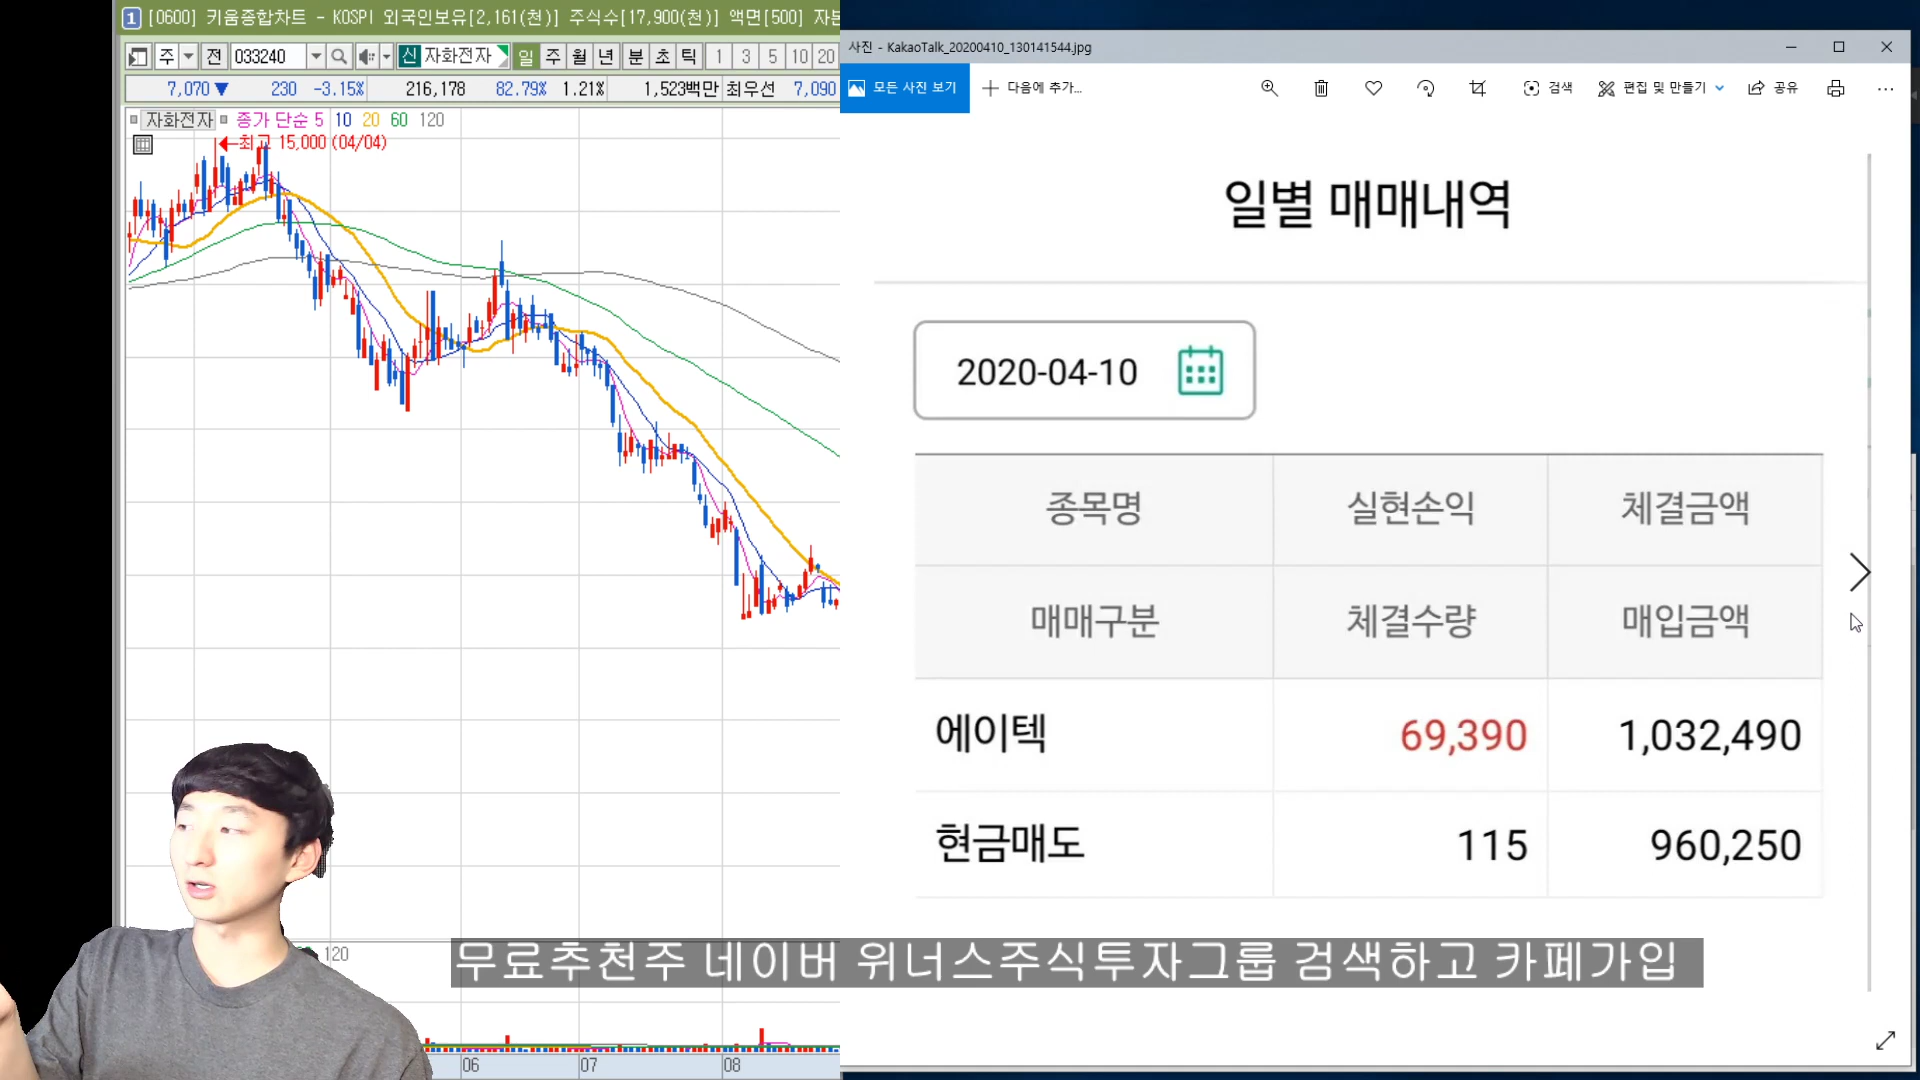 [0600] 키움종합차트 - KOSPI 외국인보유[2,161(천)] 주식수[17,900(천)] 액면[500]
주 전 033240 신 자화전자 일 주 월 년 분 초 틱 1 3 5 10 20
7,070 ▼ 230 -3.15% 216,178 82.79% 1.21% 1,523백만 최우선 7,090
자화전자 종가 단순 5 10 20 60 120
15,000 (04/04)
120
06 07 08
사진 - KakaoTalk_20200410_130141544.jpg
모든 사진 보기 다음에 추가... 검색 편집 및 만들기 공유
일별 매매내역
2020-04-10
종목명 실현손익 체결금액
매매구분 체결수량 매입금액
에이텍 69,390 1,032,490
현금매도 115 960,250
무료추천주 네이버 위너스주식투자그룹 검색하고 카페가입